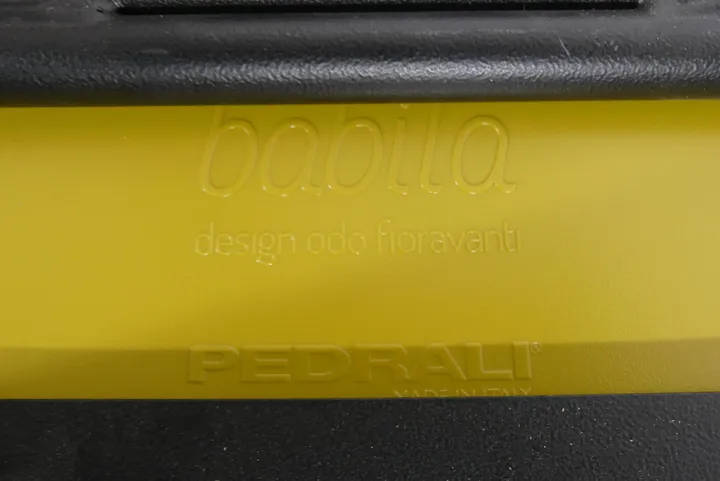 babila
design odo fioravanti
PEDRALI®
MADE IN ITALY